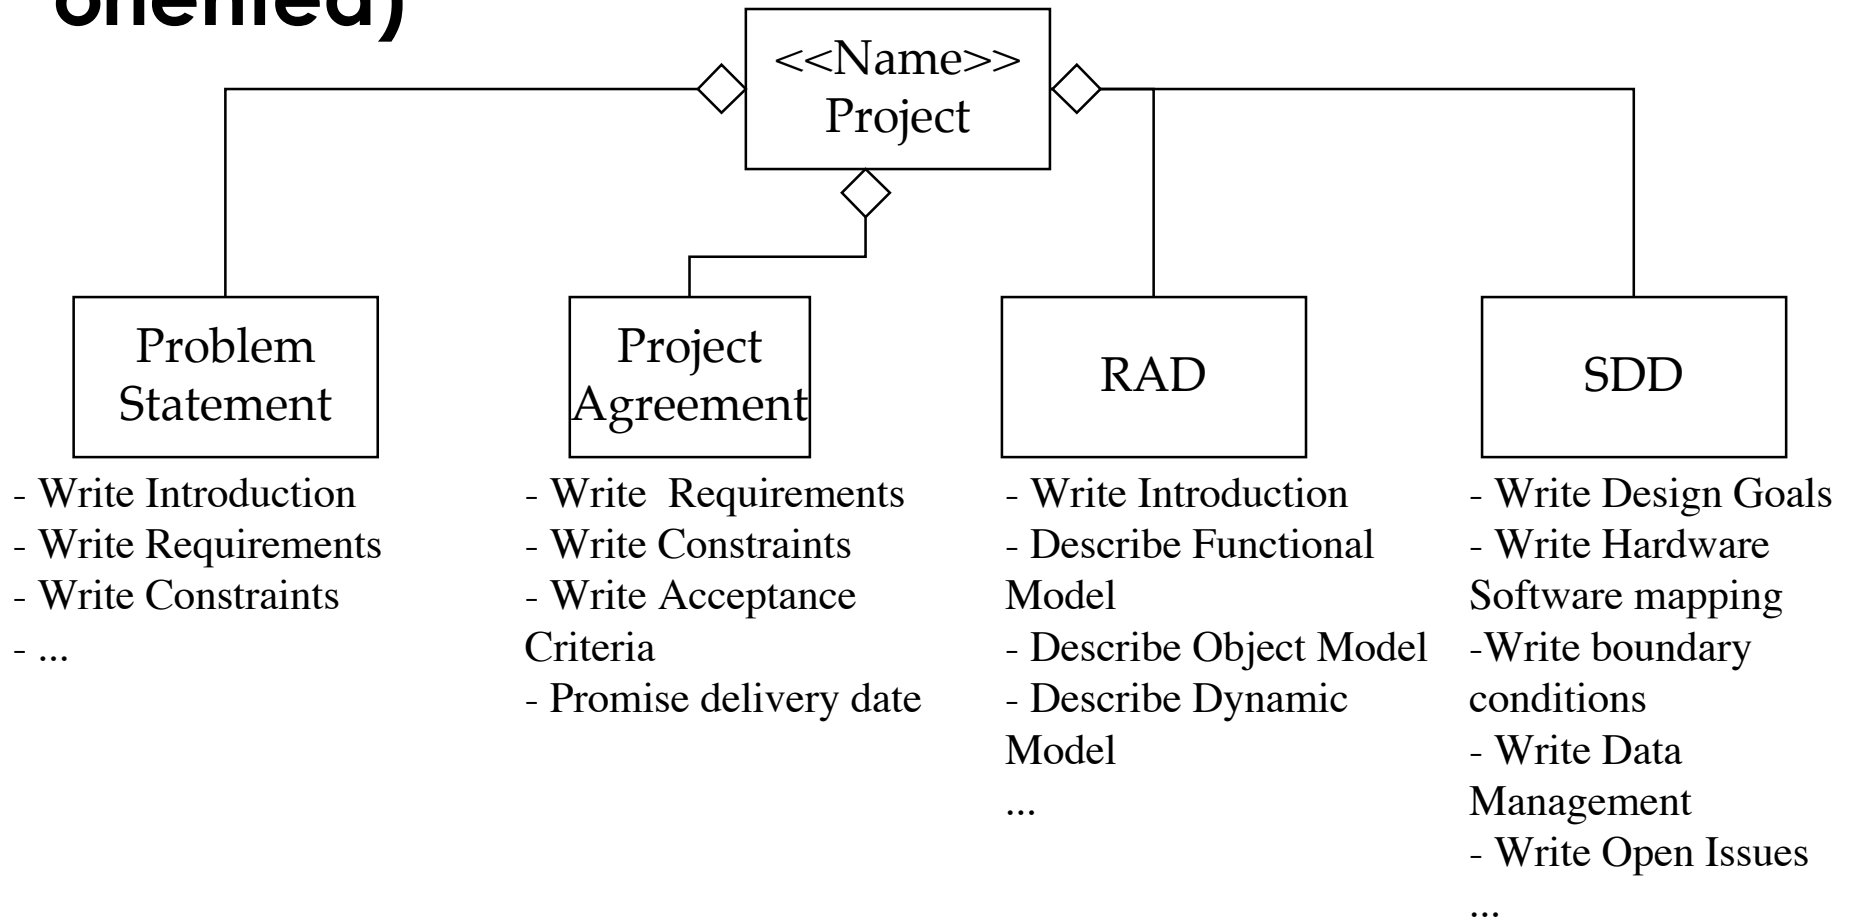 oriented)
<<Name>>
Project
Problem
Statement
Project
Agreement
RAD
SDD
- Write Introduction
- Write Requirements
- Write Constraints
- ...
- Write  Requirements
- Write Constraints
- Write Acceptance
Criteria
- Promise delivery date
- Write Introduction
- Describe Functional
Model
- Describe Object Model
- Describe Dynamic
Model
...
- Write Design Goals
- Write Hardware
Software mapping
-Write boundary
conditions
- Write Data
Management
- Write Open Issues
...